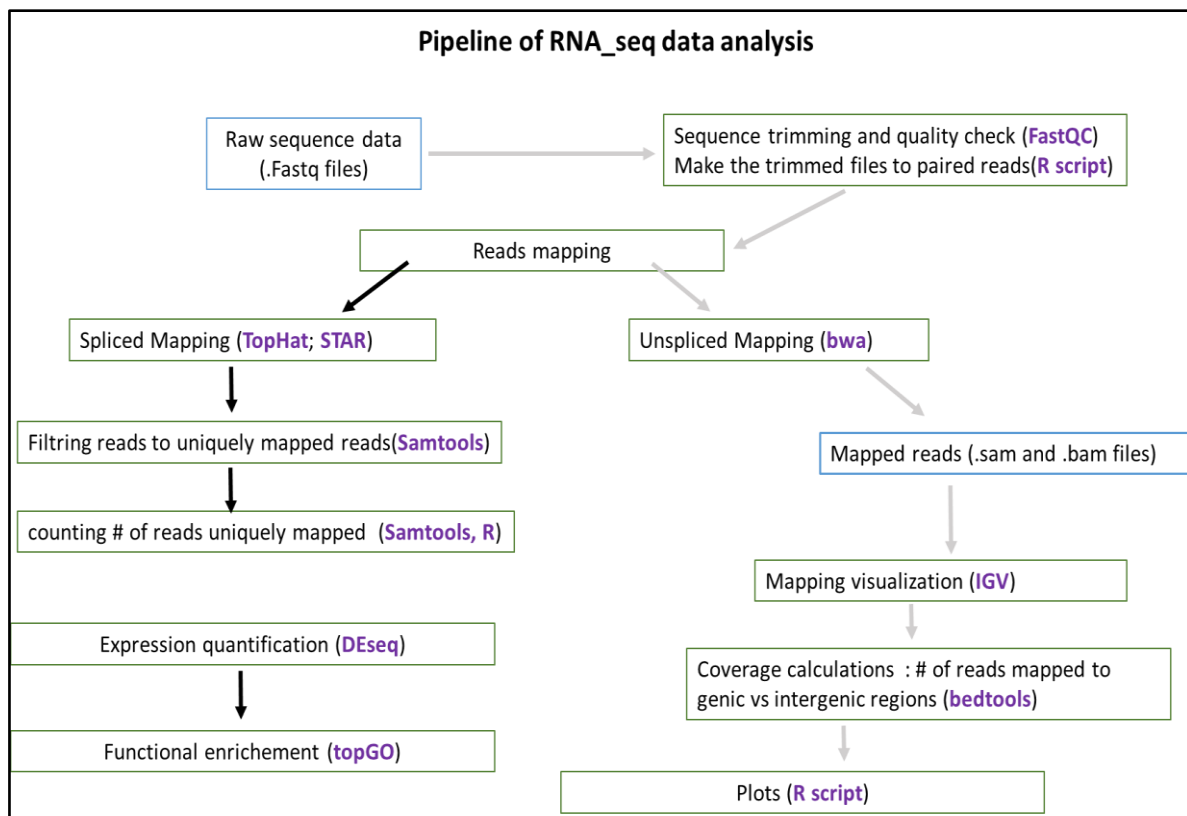 Pipeline of RNA_seq data analysis
Raw sequence data
(.Fastq files)
Sequence trimming and quality check (FastQC)
Make the trimmed files to paired reads(R script)
Reads mapping
Spliced Mapping (TopHat; STAR)
Unspliced Mapping (bwa)
Filtring reads to uniquely mapped reads(Samtools)
Mapped reads (.sam and .bam files)
counting # of reads uniquely mapped (Samtools, R)
Mapping visualization (IGV)
Expression quantification (DEseq)
Coverage calculations : # of reads mapped to
genic vs intergenic regions (bedtools)
Functional enrichement (topGO)
Plots (R script)